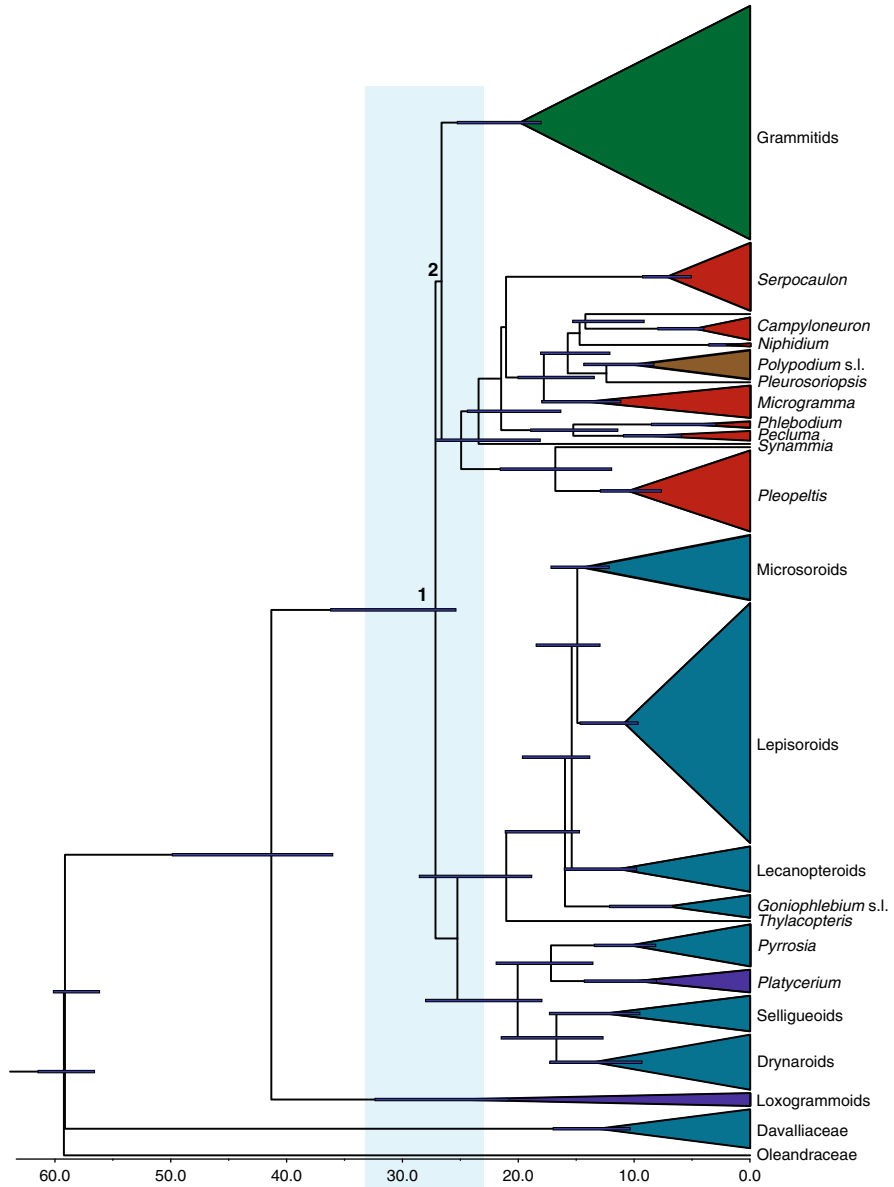 Grammitids
2
Serpocaulon
Campyloneuron
Niphidium
Polypodium s.l.
Pleurosoriopsis
Microgramma
Phlebodium
Pecluma
Synammia
Pleopeltis
Microsoroids
1
Lepisoroids
Lecanopteroids
Goniophlebium s.l.
Thylacopteris
Pyrrosia
Platycerium
Selligueoids
Drynaroids
Loxogrammoids
Davalliaceae
Oleandraceae
60.0 50.0 40.0 30.0 20.0 10.0 0.0